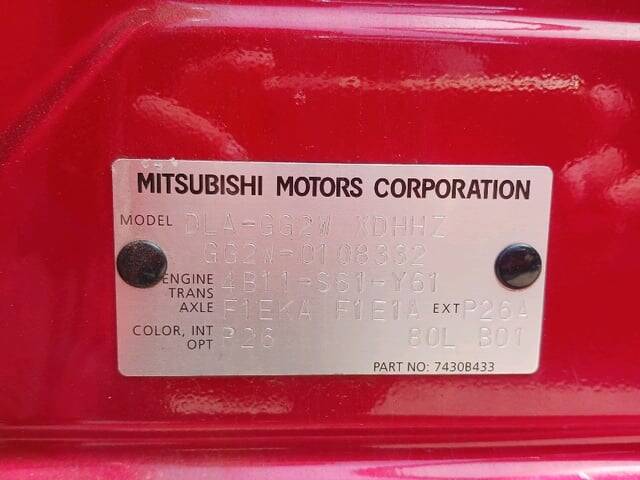 MITSUBISHI MOTORS CORPORATION
MODEL DLA-GG2W XDHHZ
GG2W-0108332
ENGINE 4B11-S61-Y61
TRANS
AXLE F1EKA F1E1A EXT P26A
COLOR, INT P26 80L B01
OPT
PART NO: 7430B433